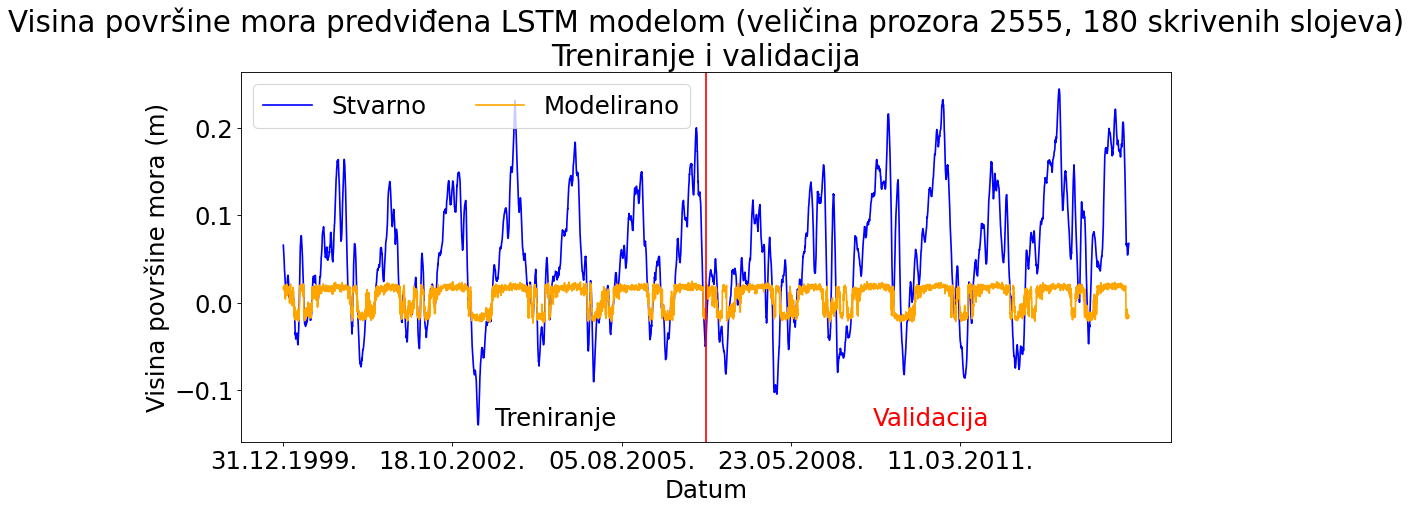 Visina površine mora predviđena LSTM modelom (veličina prozora 2555, 180 skrivenih slojeva)
Treniranje i validacija
Stvarno Modelirano
Visina površine mora (m)
0.2
0.1
0.0
−0.1
Treniranje Validacija
31.12.1999. 18.10.2002. 05.08.2005. 23.05.2008. 11.03.2011.
Datum